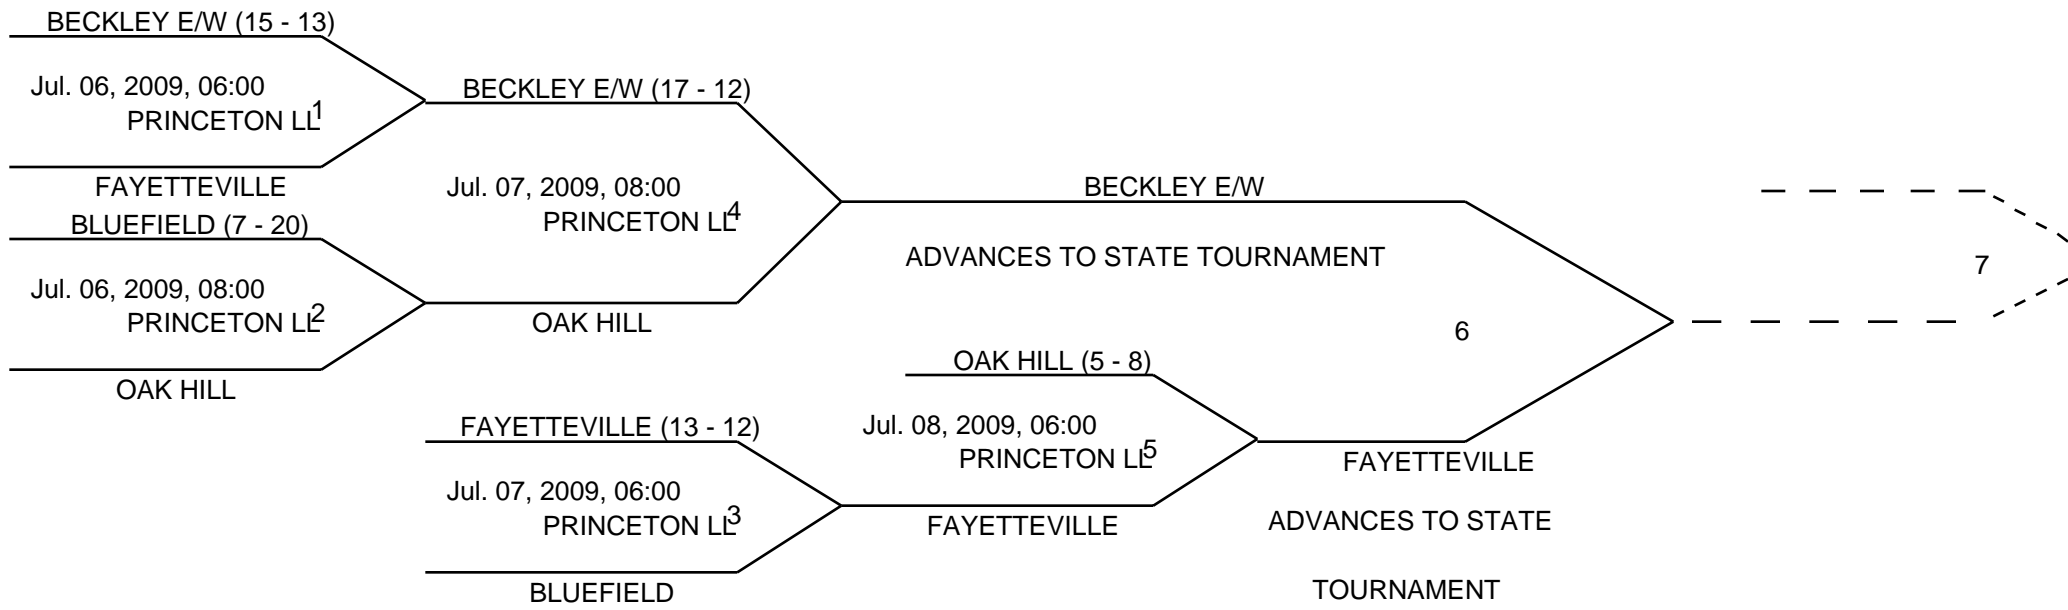 BECKLEY E/W (15 - 13)
Jul. 06, 2009, 06:00
PRINCETON LL 1
FAYETTEVILLE
BLUEFIELD (7 - 20)
Jul. 06, 2009, 08:00
PRINCETON LL 2
OAK HILL
BECKLEY E/W (17 - 12)
Jul. 07, 2009, 08:00
PRINCETON LL 4
OAK HILL
FAYETTEVILLE (13 - 12)
Jul. 07, 2009, 06:00
PRINCETON LL 3
BLUEFIELD
BECKLEY E/W
ADVANCES TO STATE TOURNAMENT
6
OAK HILL (5 - 8)
Jul. 08, 2009, 06:00
PRINCETON LL 5
FAYETTEVILLE
FAYETTEVILLE
ADVANCES TO STATE
TOURNAMENT
7